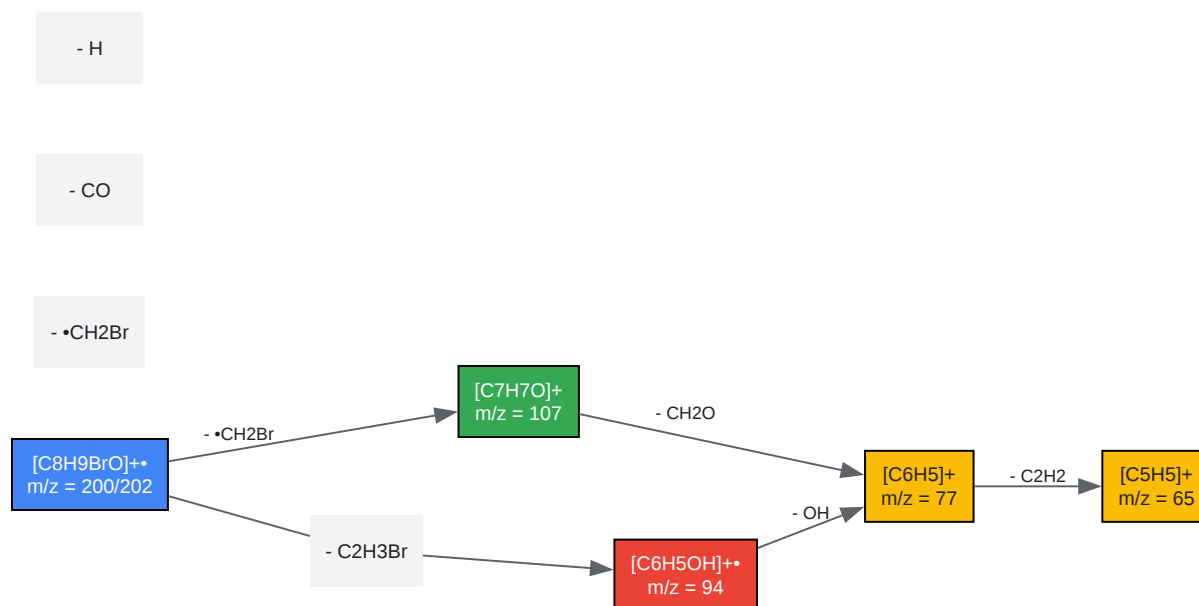 - H
- CO
- •CH2Br
[C7H7O]+
m/z = 107
- CH2O
- •CH2Br
[C8H9BrO]+•
m/z = 200/202
[C6H5]+
m/z = 77
- C2H2
[C5H5]+
m/z = 65
- OH
- C2H3Br
[C6H5OH]+•
m/z = 94